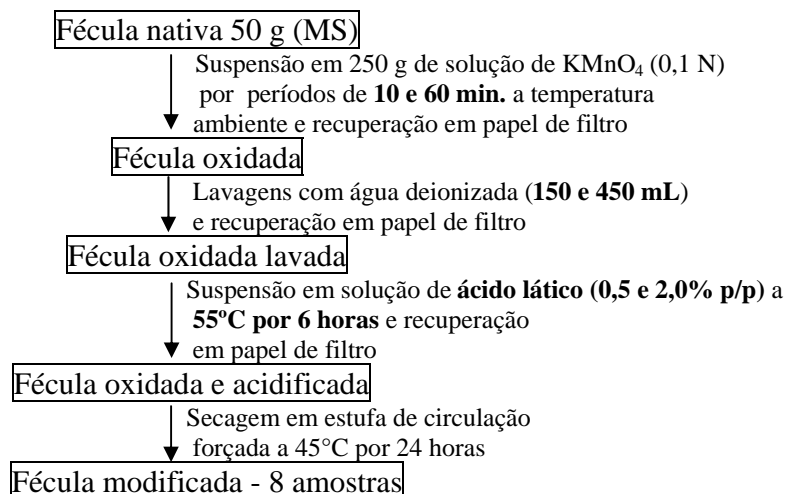 Fécula nativa 50 g (MS)
Suspensão em 250 g de solução de KMnO₄ (0,1 N)
por períodos de 10 e 60 min. a temperatura
ambiente e recuperação em papel de filtro
Fécula oxidada
Lavagens com água deionizada (150 e 450 mL)
e recuperação em papel de filtro
Fécula oxidada lavada
Suspensão em solução de ácido lático (0,5 e 2,0% p/p) a
55ºC por 6 horas e recuperação
em papel de filtro
Fécula oxidada e acidificada
Secagem em estufa de circulação
forçada a 45°C por 24 horas
Fécula modificada - 8 amostras